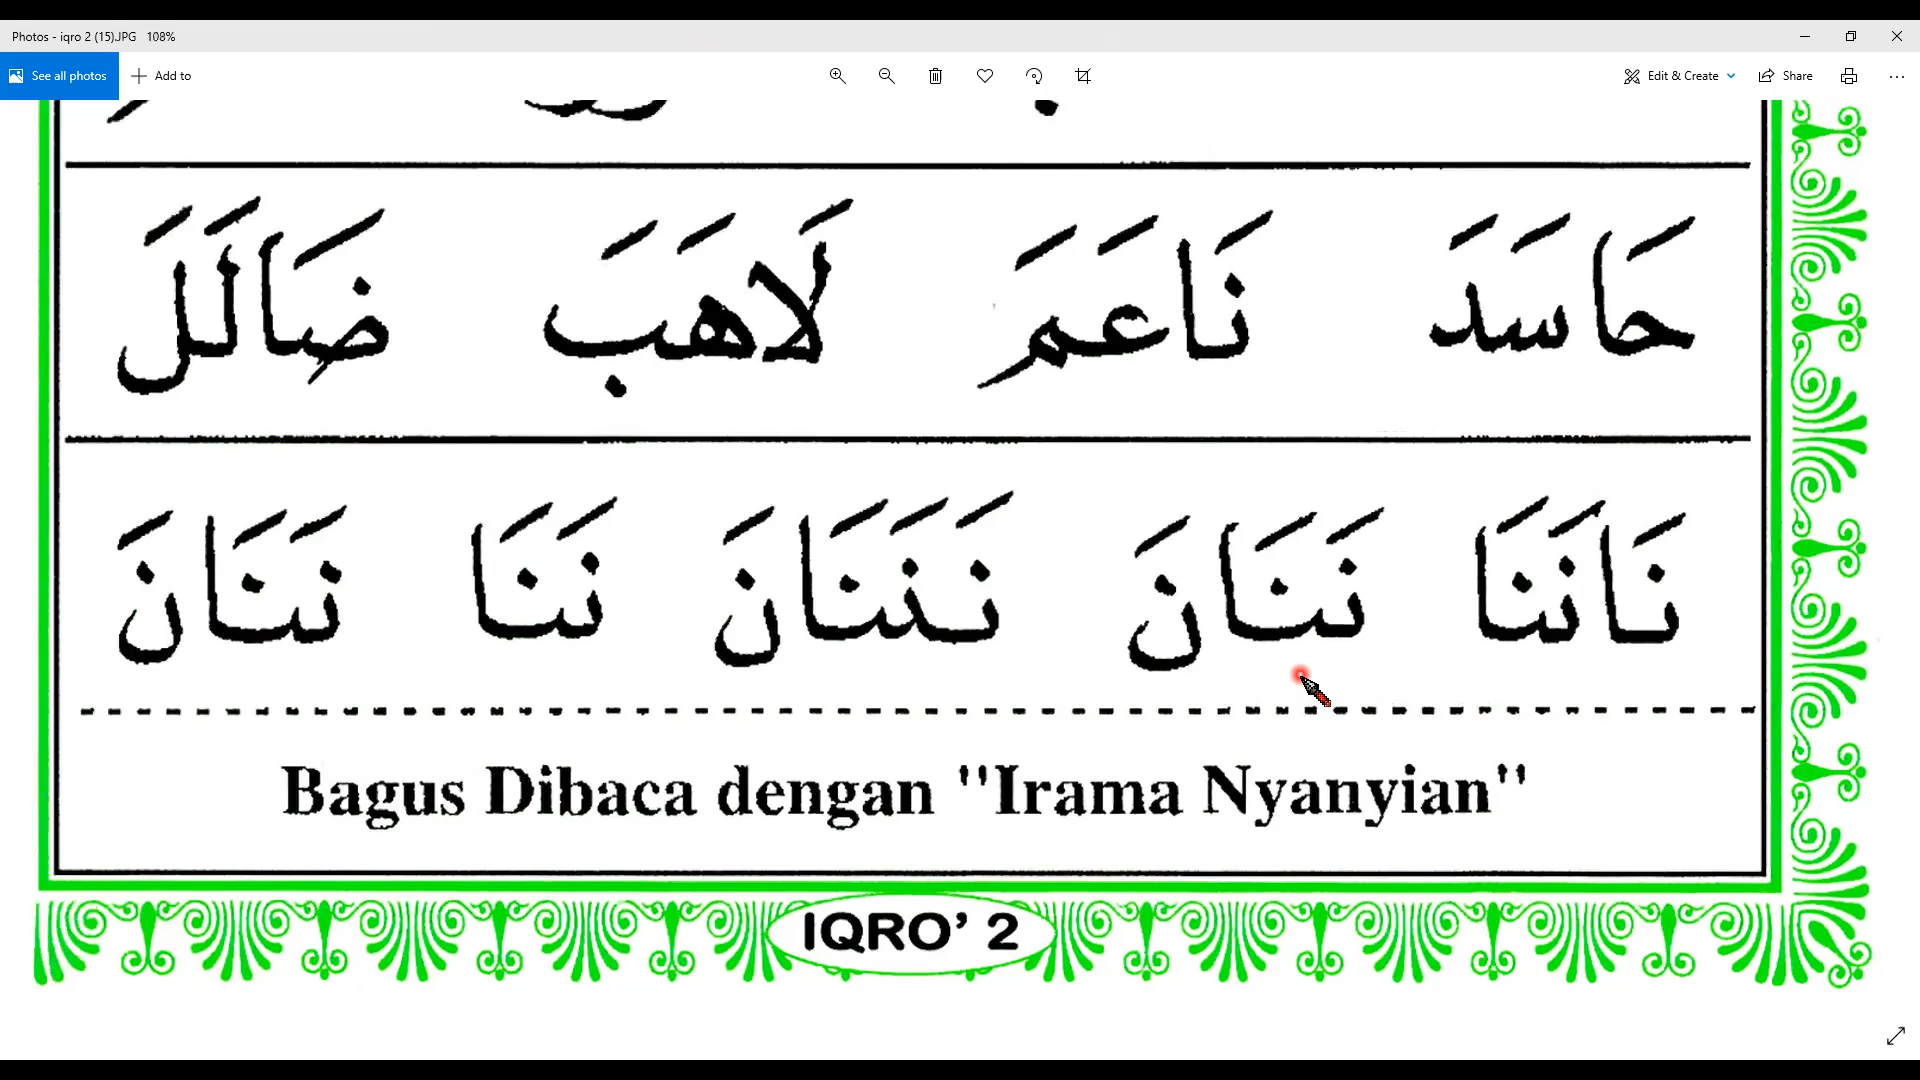 Photos - iqro 2 (15).JPG 108%
See all photos Add to Edit & Create Share
حَاسَدَ نَاعَمَ لَاهَبَ ضَالَلَ
نَانَنَا نَنَانَ نَنَنَانَ نَنَا نَنَانَ
Bagus Dibaca dengan "Irama Nyanyian"
IQRO' 2